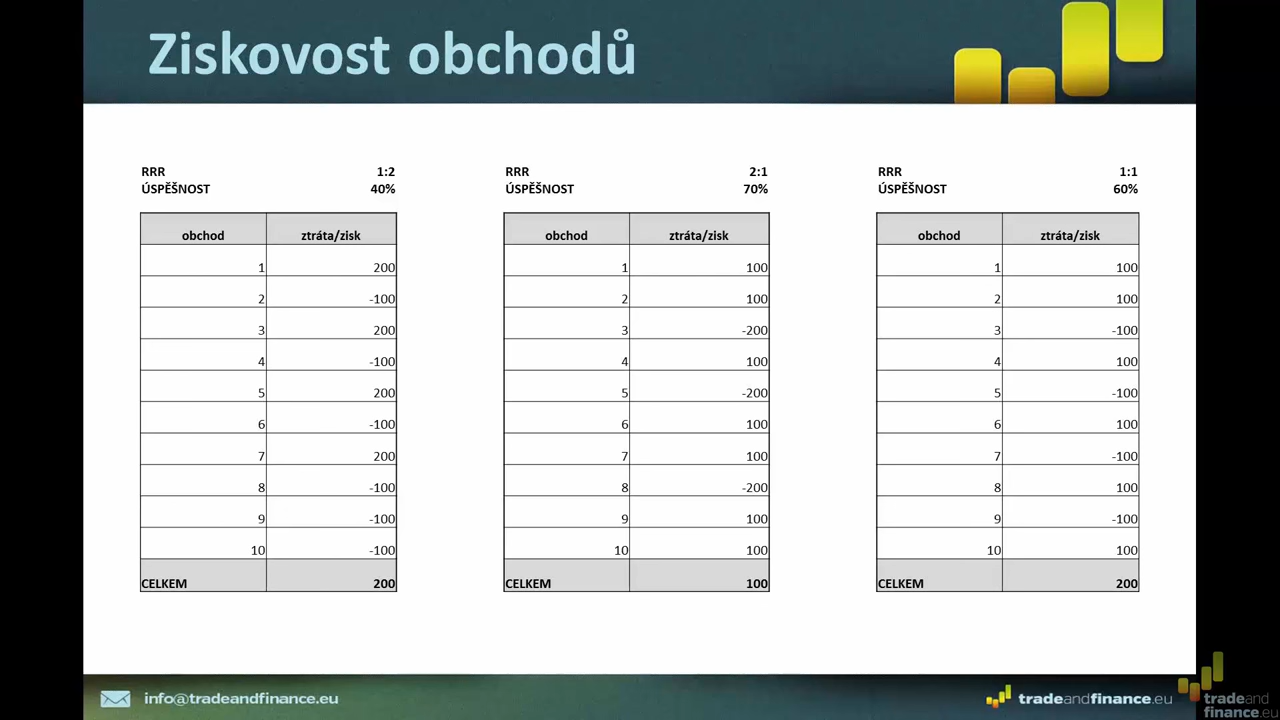 Ziskovost obchodů
RRR 1:2
ÚSPĚŠNOST 40%
obchod ztráta/zisk
1 200
2 -100
3 200
4 -100
5 200
6 -100
7 200
8 -100
9 -100
10 -100
CELKEM 200
RRR 2:1
ÚSPĚŠNOST 70%
obchod ztráta/zisk
1 100
2 100
3 -200
4 100
5 -200
6 100
7 100
8 -200
9 100
10 100
CELKEM 100
RRR 1:1
ÚSPĚŠNOST 60%
obchod ztráta/zisk
1 100
2 100
3 -100
4 100
5 -100
6 100
7 -100
8 100
9 -100
10 100
CELKEM 200
info@tradeandfinance.eu
tradeandfinance.eu
tradeand
finance.eu